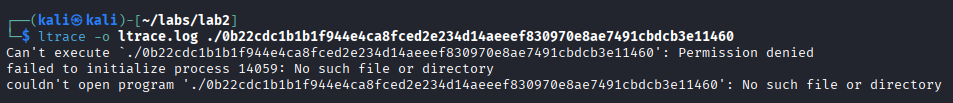 ┌──(kali㉿kali)-[~/labs/lab2]
└─$ ltrace -o ltrace.log ./0b22cdc1b1b1f944e4ca8fced2e234d14aeeef830970e8ae7491cbdcb3e11460
Can't execute `./0b22cdc1b1b1f944e4ca8fced2e234d14aeeef830970e8ae7491cbdcb3e11460': Permission denied
failed to initialize process 14059: No such file or directory
couldn't open program './0b22cdc1b1b1f944e4ca8fced2e234d14aeeef830970e8ae7491cbdcb3e11460': No such file or directory